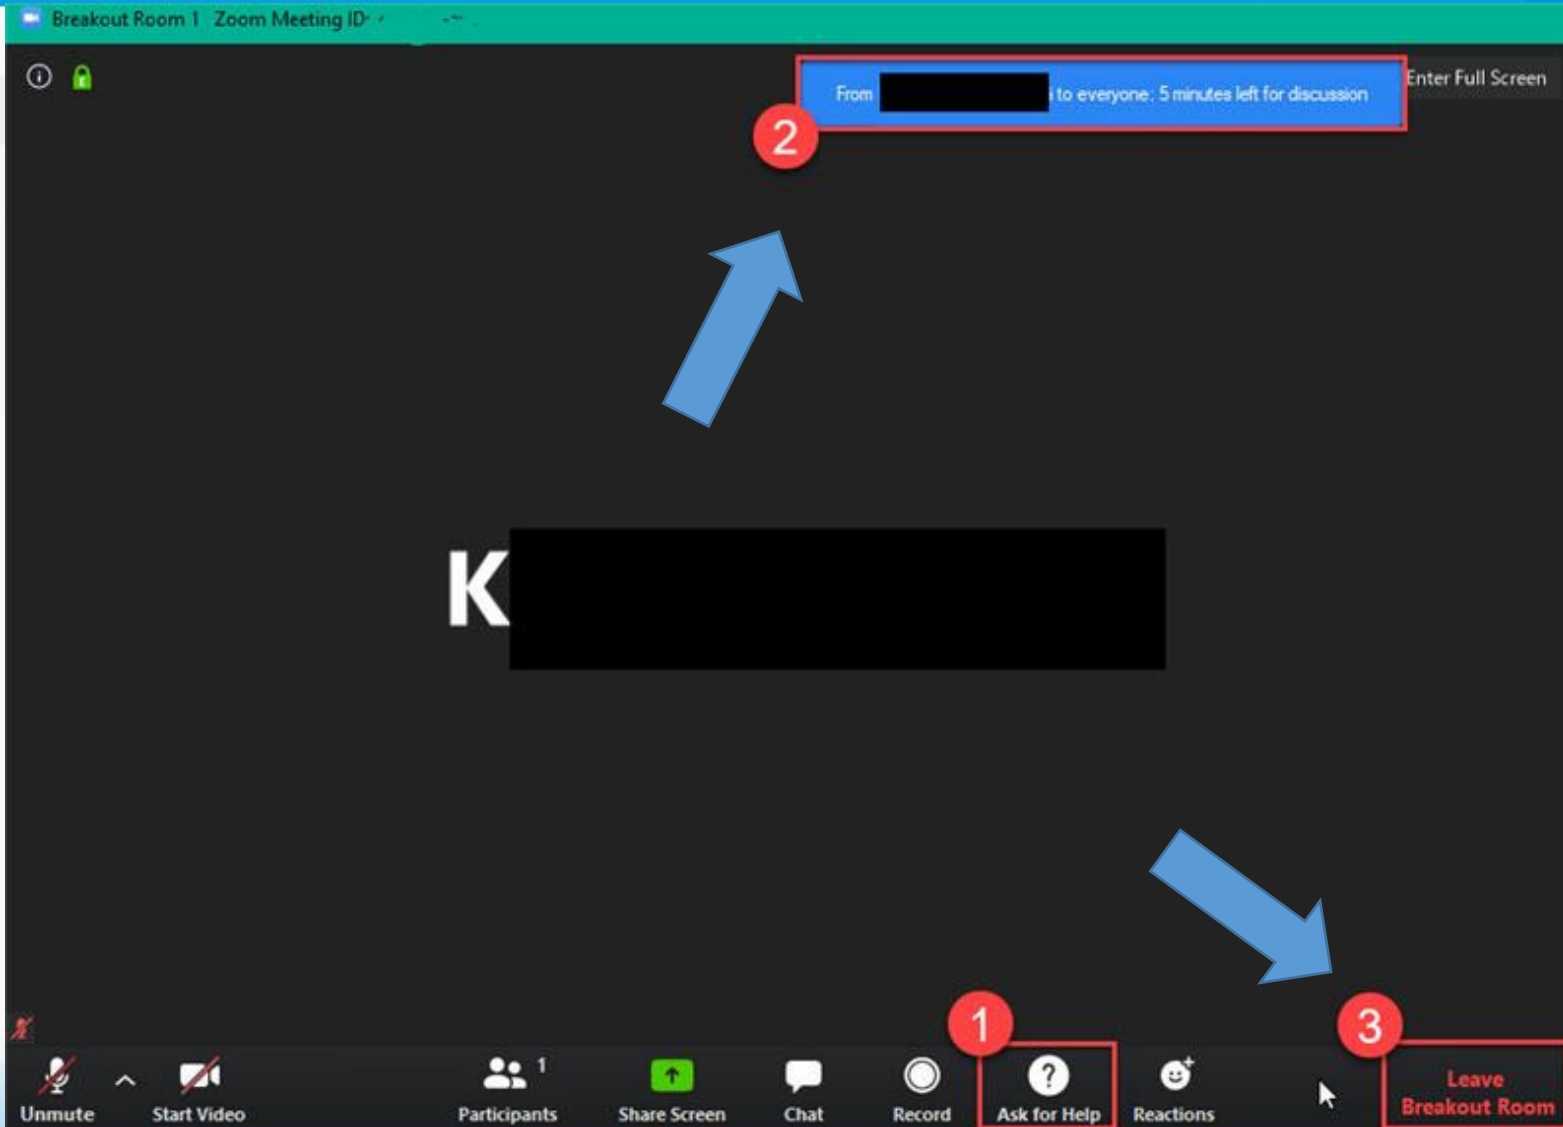 Breakout Room 1 Zoom Meeting ID
Enter Full Screen
From to everyone: 5 minutes left for discussion
2
K
1
3
1
Unmute
Start Video
Participants
Share Screen
Chat
Record
Ask for Help
Reactions
Leave
Breakout Room